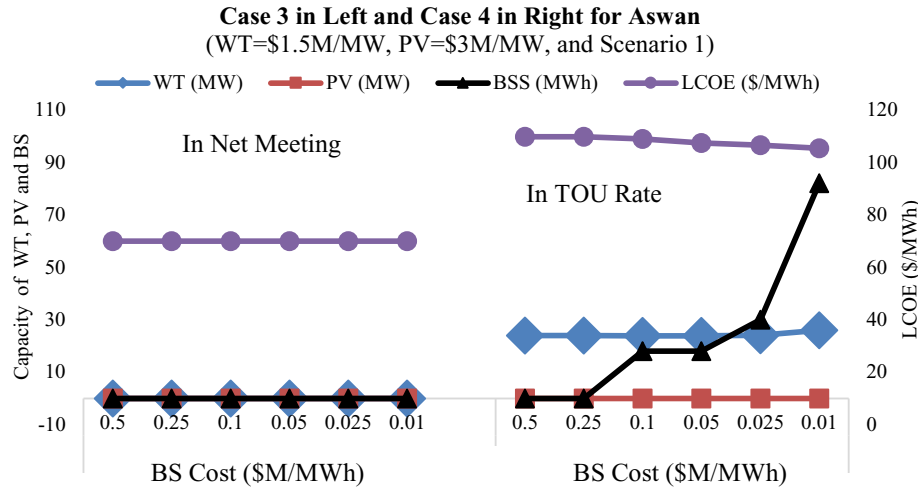 Case 3 in Left and Case 4 in Right for Aswan
(WT=$1.5M/MW, PV=$3M/MW, and Scenario 1)
WT (MW) PV (MW) BSS (MWh) LCOE ($/MWh)
Capacity of WT, PV and BS
110
90
70
50
30
10
-10
In Net Meeting
In TOU Rate
120
100
80
60
40
20
0
LCOE ($/MWh)
0.5 0.25 0.1 0.05 0.025 0.01
0.5 0.25 0.1 0.05 0.025 0.01
BS Cost ($M/MWh)
BS Cost ($M/MWh)